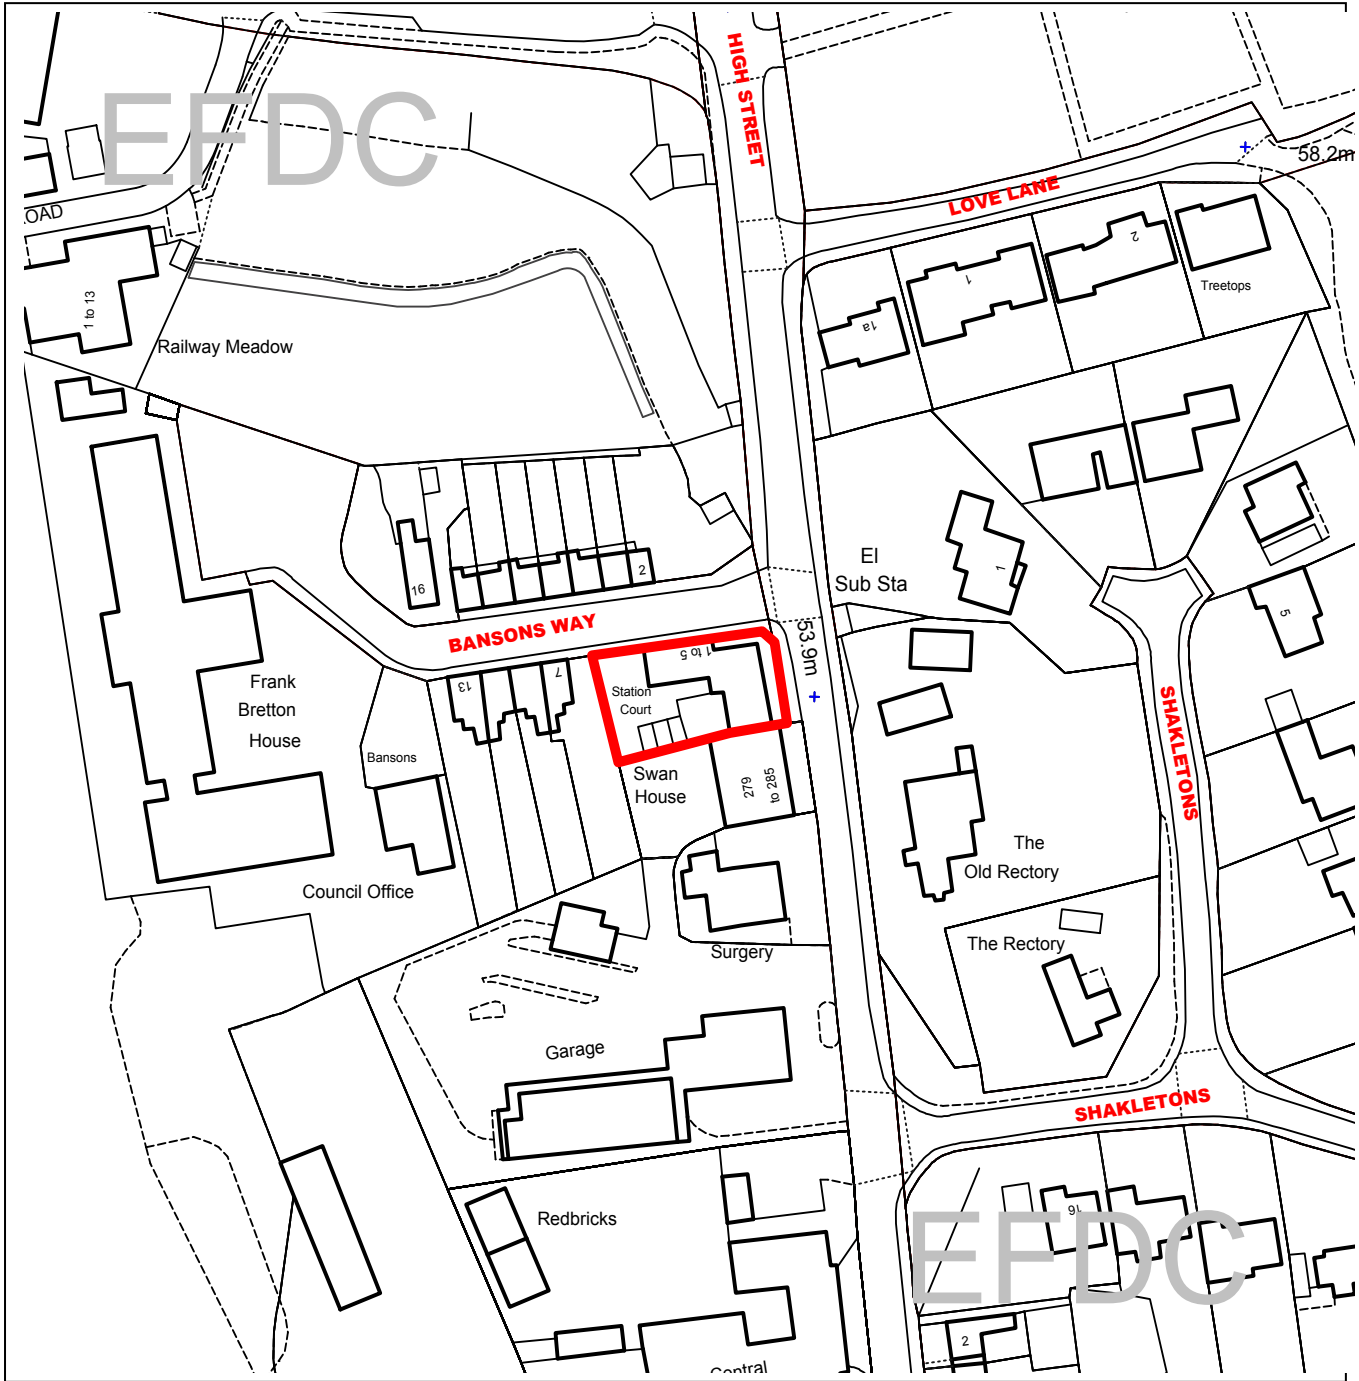 EFDC
HIGH STREET
LOVE LANE
58.2m
OAD
1 to 13
Railway Meadow
1a
1
2
Treetops
El
Sub Sta
1
5
16
2
BANSONS WAY
53.9m
1 to 5
Station
Court
13
7
Frank
Bretton
House
Bansons
Swan
House
279
to 285
SHAKLETONS
The
Old Rectory
Council Office
The Rectory
Surgery
Garage
SHAKLETONS
Redbricks
16
EFDC
2
Central